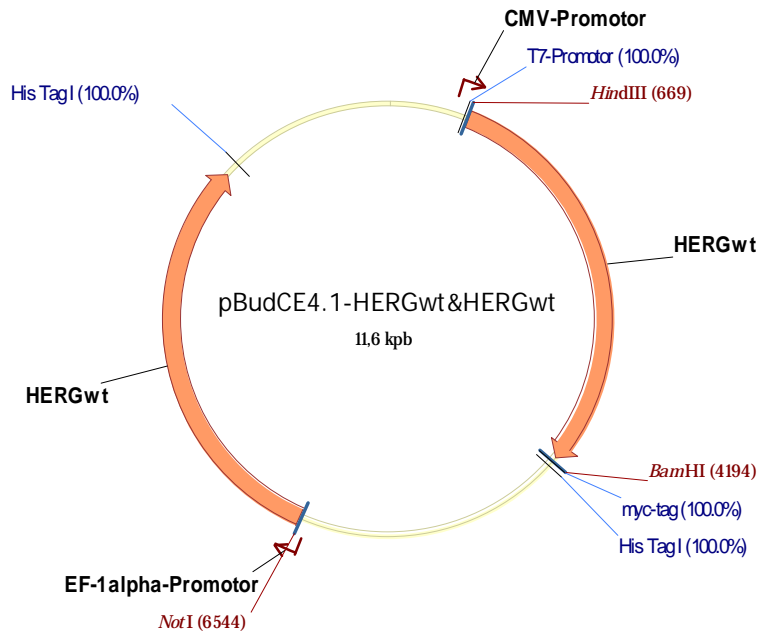 CMV-Promotor
T7-Promotor (100.0%)
His Tag I (100.0%)
HindIII (669)
HERGwt
pBudCE4.1-HERGwt&HERGwt
11,6 kpb
HERGwt
BamHI (4194)
myc-tag (100.0%)
His Tag I (100.0%)
EF-1alpha-Promotor
NotI (6544)